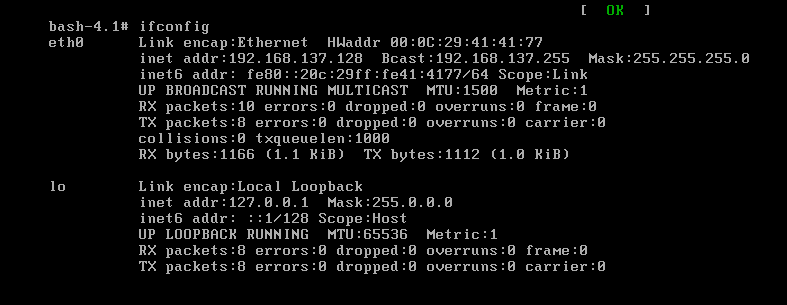 [  OK  ]
bash-4.1# ifconfig
eth0      Link encap:Ethernet  HWaddr 00:0C:29:41:41:77
          inet addr:192.168.137.128  Bcast:192.168.137.255  Mask:255.255.255.0
          inet6 addr: fe80::20c:29ff:fe41:4177/64 Scope:Link
          UP BROADCAST RUNNING MULTICAST  MTU:1500  Metric:1
          RX packets:10 errors:0 dropped:0 overruns:0 frame:0
          TX packets:8 errors:0 dropped:0 overruns:0 carrier:0
          collisions:0 txqueuelen:1000
          RX bytes:1166 (1.1 KiB)  TX bytes:1112 (1.0 KiB)
lo        Link encap:Local Loopback
          inet addr:127.0.0.1  Mask:255.0.0.0
          inet6 addr: ::1/128 Scope:Host
          UP LOOPBACK RUNNING  MTU:65536  Metric:1
          RX packets:8 errors:0 dropped:0 overruns:0 frame:0
          TX packets:8 errors:0 dropped:0 overruns:0 carrier:0